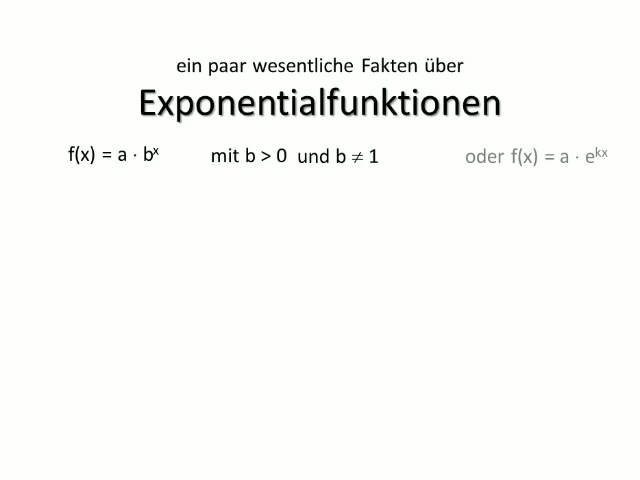 ein paar wesentliche Fakten über
Exponentialfunktionen
f(x) = a · bˣ mit b > 0 und b ≠ 1 oder f(x) = a · eᵏˣ